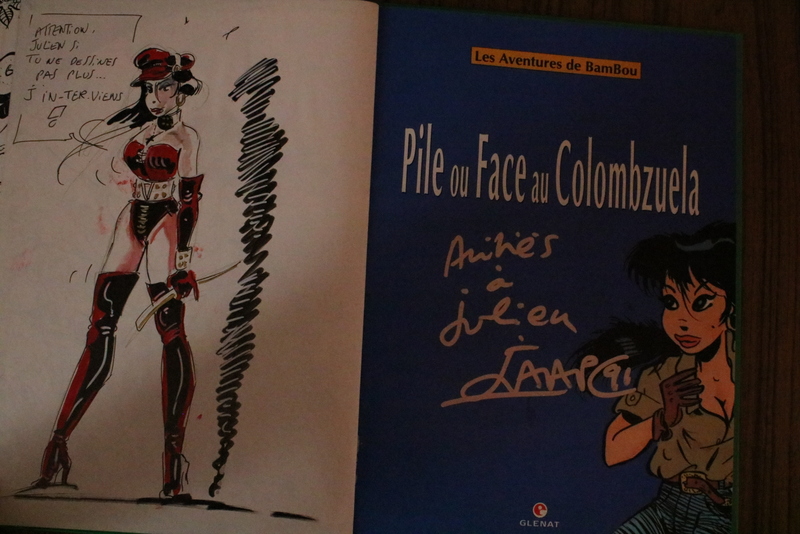 ATTENTION.
JULIEN Si
TU NE DESSINES
PAS PLUS...
J'IN-TER.VIENS
!
Les Aventures de BamBou
Pile ou Face au Colombzuela
Amitiés
à
Julien
GLENAT